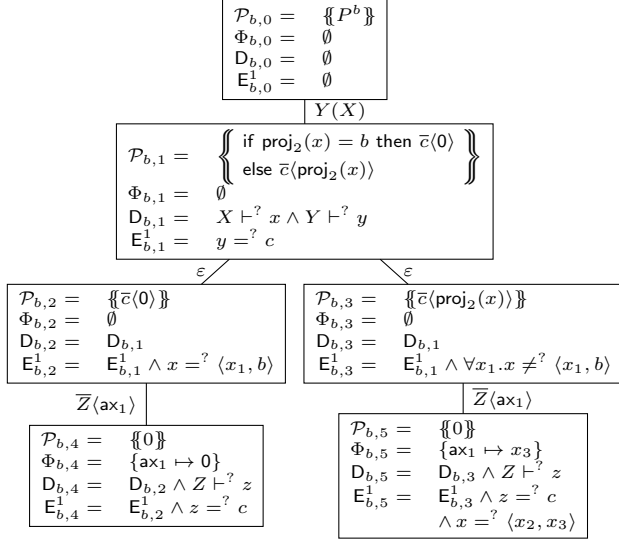 𝒫_{b,0} = {{P^b}}
Φ_{b,0} = ∅
D_{b,0} = ∅
E^1_{b,0} = ∅
Y(X)
𝒫_{b,1} = {{ if proj_2(x) = b then c̅⟨0⟩
else c̅⟨proj_2(x)⟩ }}
Φ_{b,1} = ∅
D_{b,1} = X ⊢^? x ∧ Y ⊢^? y
E^1_{b,1} = y =^? c
ε
ε
𝒫_{b,2} = {{c̅⟨0⟩}}
Φ_{b,2} = ∅
D_{b,2} = D_{b,1}
E^1_{b,2} = E^1_{b,1} ∧ x =^? ⟨x_1, b⟩
𝒫_{b,3} = {{c̅⟨proj_2(x)⟩}}
Φ_{b,3} = ∅
D_{b,3} = D_{b,1}
E^1_{b,3} = E^1_{b,1} ∧ ∀x_1.x ≠^? ⟨x_1, b⟩
Z̅⟨ax_1⟩
Z̅⟨ax_1⟩
𝒫_{b,4} = {{0}}
Φ_{b,4} = {ax_1 ↦ 0}
D_{b,4} = D_{b,2} ∧ Z ⊢^? z
E^1_{b,4} = E^1_{b,2} ∧ z =^? c
𝒫_{b,5} = {{0}}
Φ_{b,5} = {ax_1 ↦ x_3}
D_{b,5} = D_{b,3} ∧ Z ⊢^? z
E^1_{b,5} = E^1_{b,3} ∧ z =^? c
∧ x =^? ⟨x_2, x_3⟩